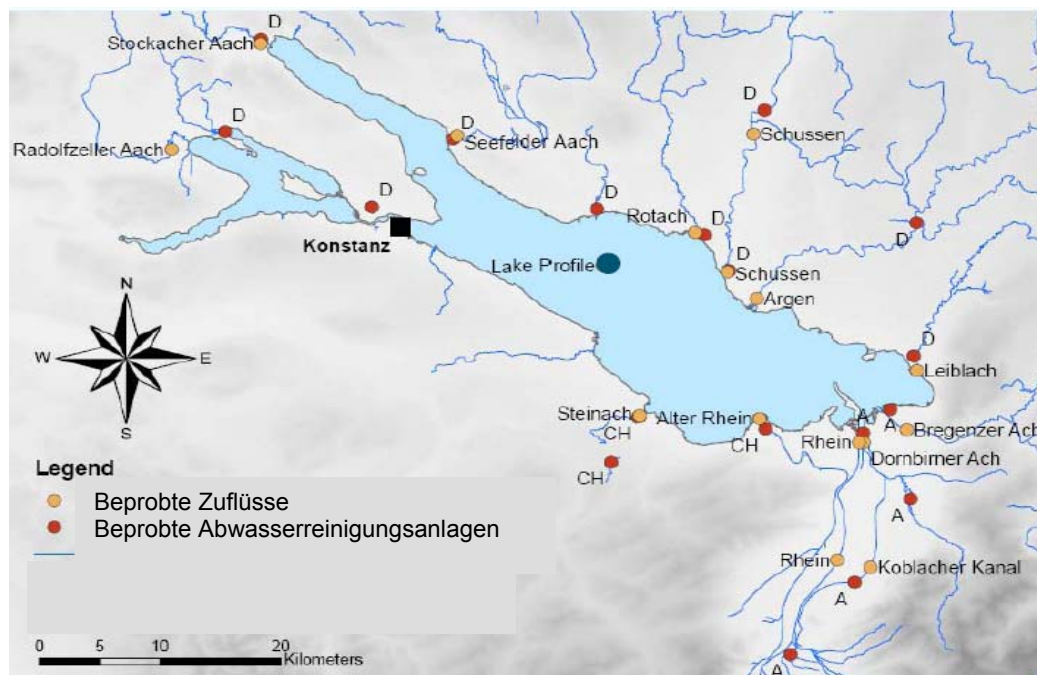 D
Stockacher Aach
D
Radolfzeller Aach
D
Seefelder Aach
D
Schussen
D
Konstanz
D
Rotach
D
D
Lake Profile
D
Schussen
Argen
N
W
E
S
D
Leiblach
Steinach
CH
Alter Rhein
CH
A
A
Bregenzer Ach
Rhein
Dornbirner Ach
CH
A
Legend
Beprobte Zuflüsse
Beprobte Abwasserreinigungsanlagen
Rhein
Koblacher Kanal
A
A
0 5 10 20
Kilometers